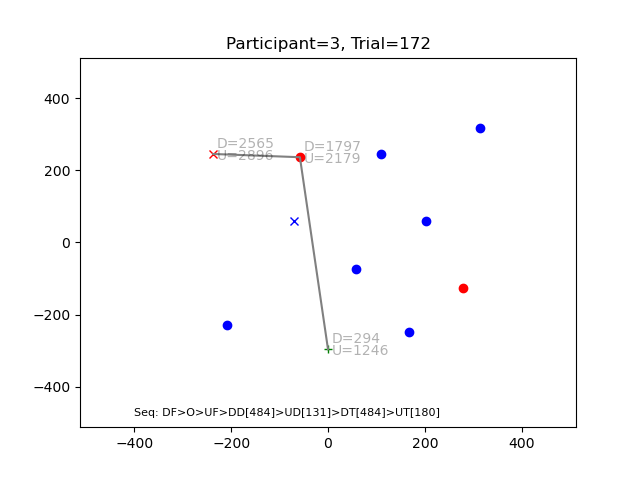 Participant=3, Trial=172
400
200
0
−200
−400
D=2565
U=2896
D=1797
U=2179
D=294
U=1246
Seq: DF>O>UF>DD[484]>UD[131]>DT[484]>UT[180]
−400
−200
0
200
400